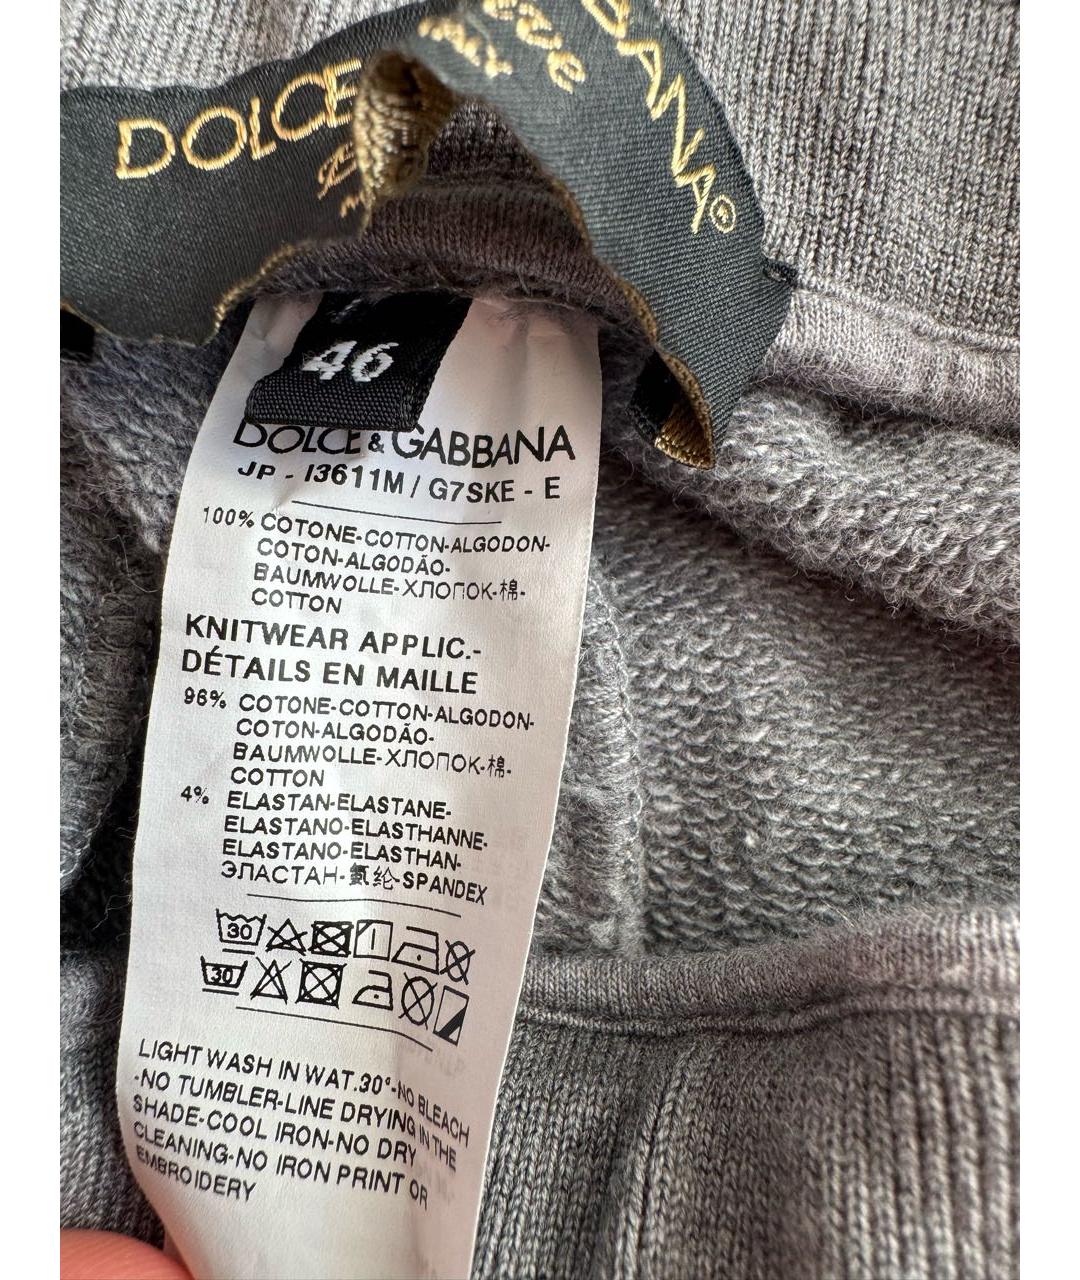 DOLCE
DANA®
46
DOLCE & GABBANA
JP - I3611M / G7SKE - E
100% COTONE-COTTON-ALGODON-
COTON-ALGODÃO-
BAUMWOLLE-ХЛОПОК-棉-
COTTON
KNITWEAR APPLIC.-
DÉTAILS EN MAILLE
96% COTONE-COTTON-ALGODON-
COTON-ALGODÃO-
BAUMWOLLE-ХЛОПОК-棉-
COTTON
4% ELASTAN-ELASTANE-
ELASTANO-ELASTHANNE-
ELASTANO-ELASTHAN-
ЭЛАСТАН-氨纶-SPANDEX
30
30
LIGHT WASH IN WAT.30°-NO BLEACH
-NO TUMBLER-LINE DRYING IN THE
SHADE-COOL IRON-NO DRY
CLEANING-NO IRON PRINT OR
EMBROIDERY